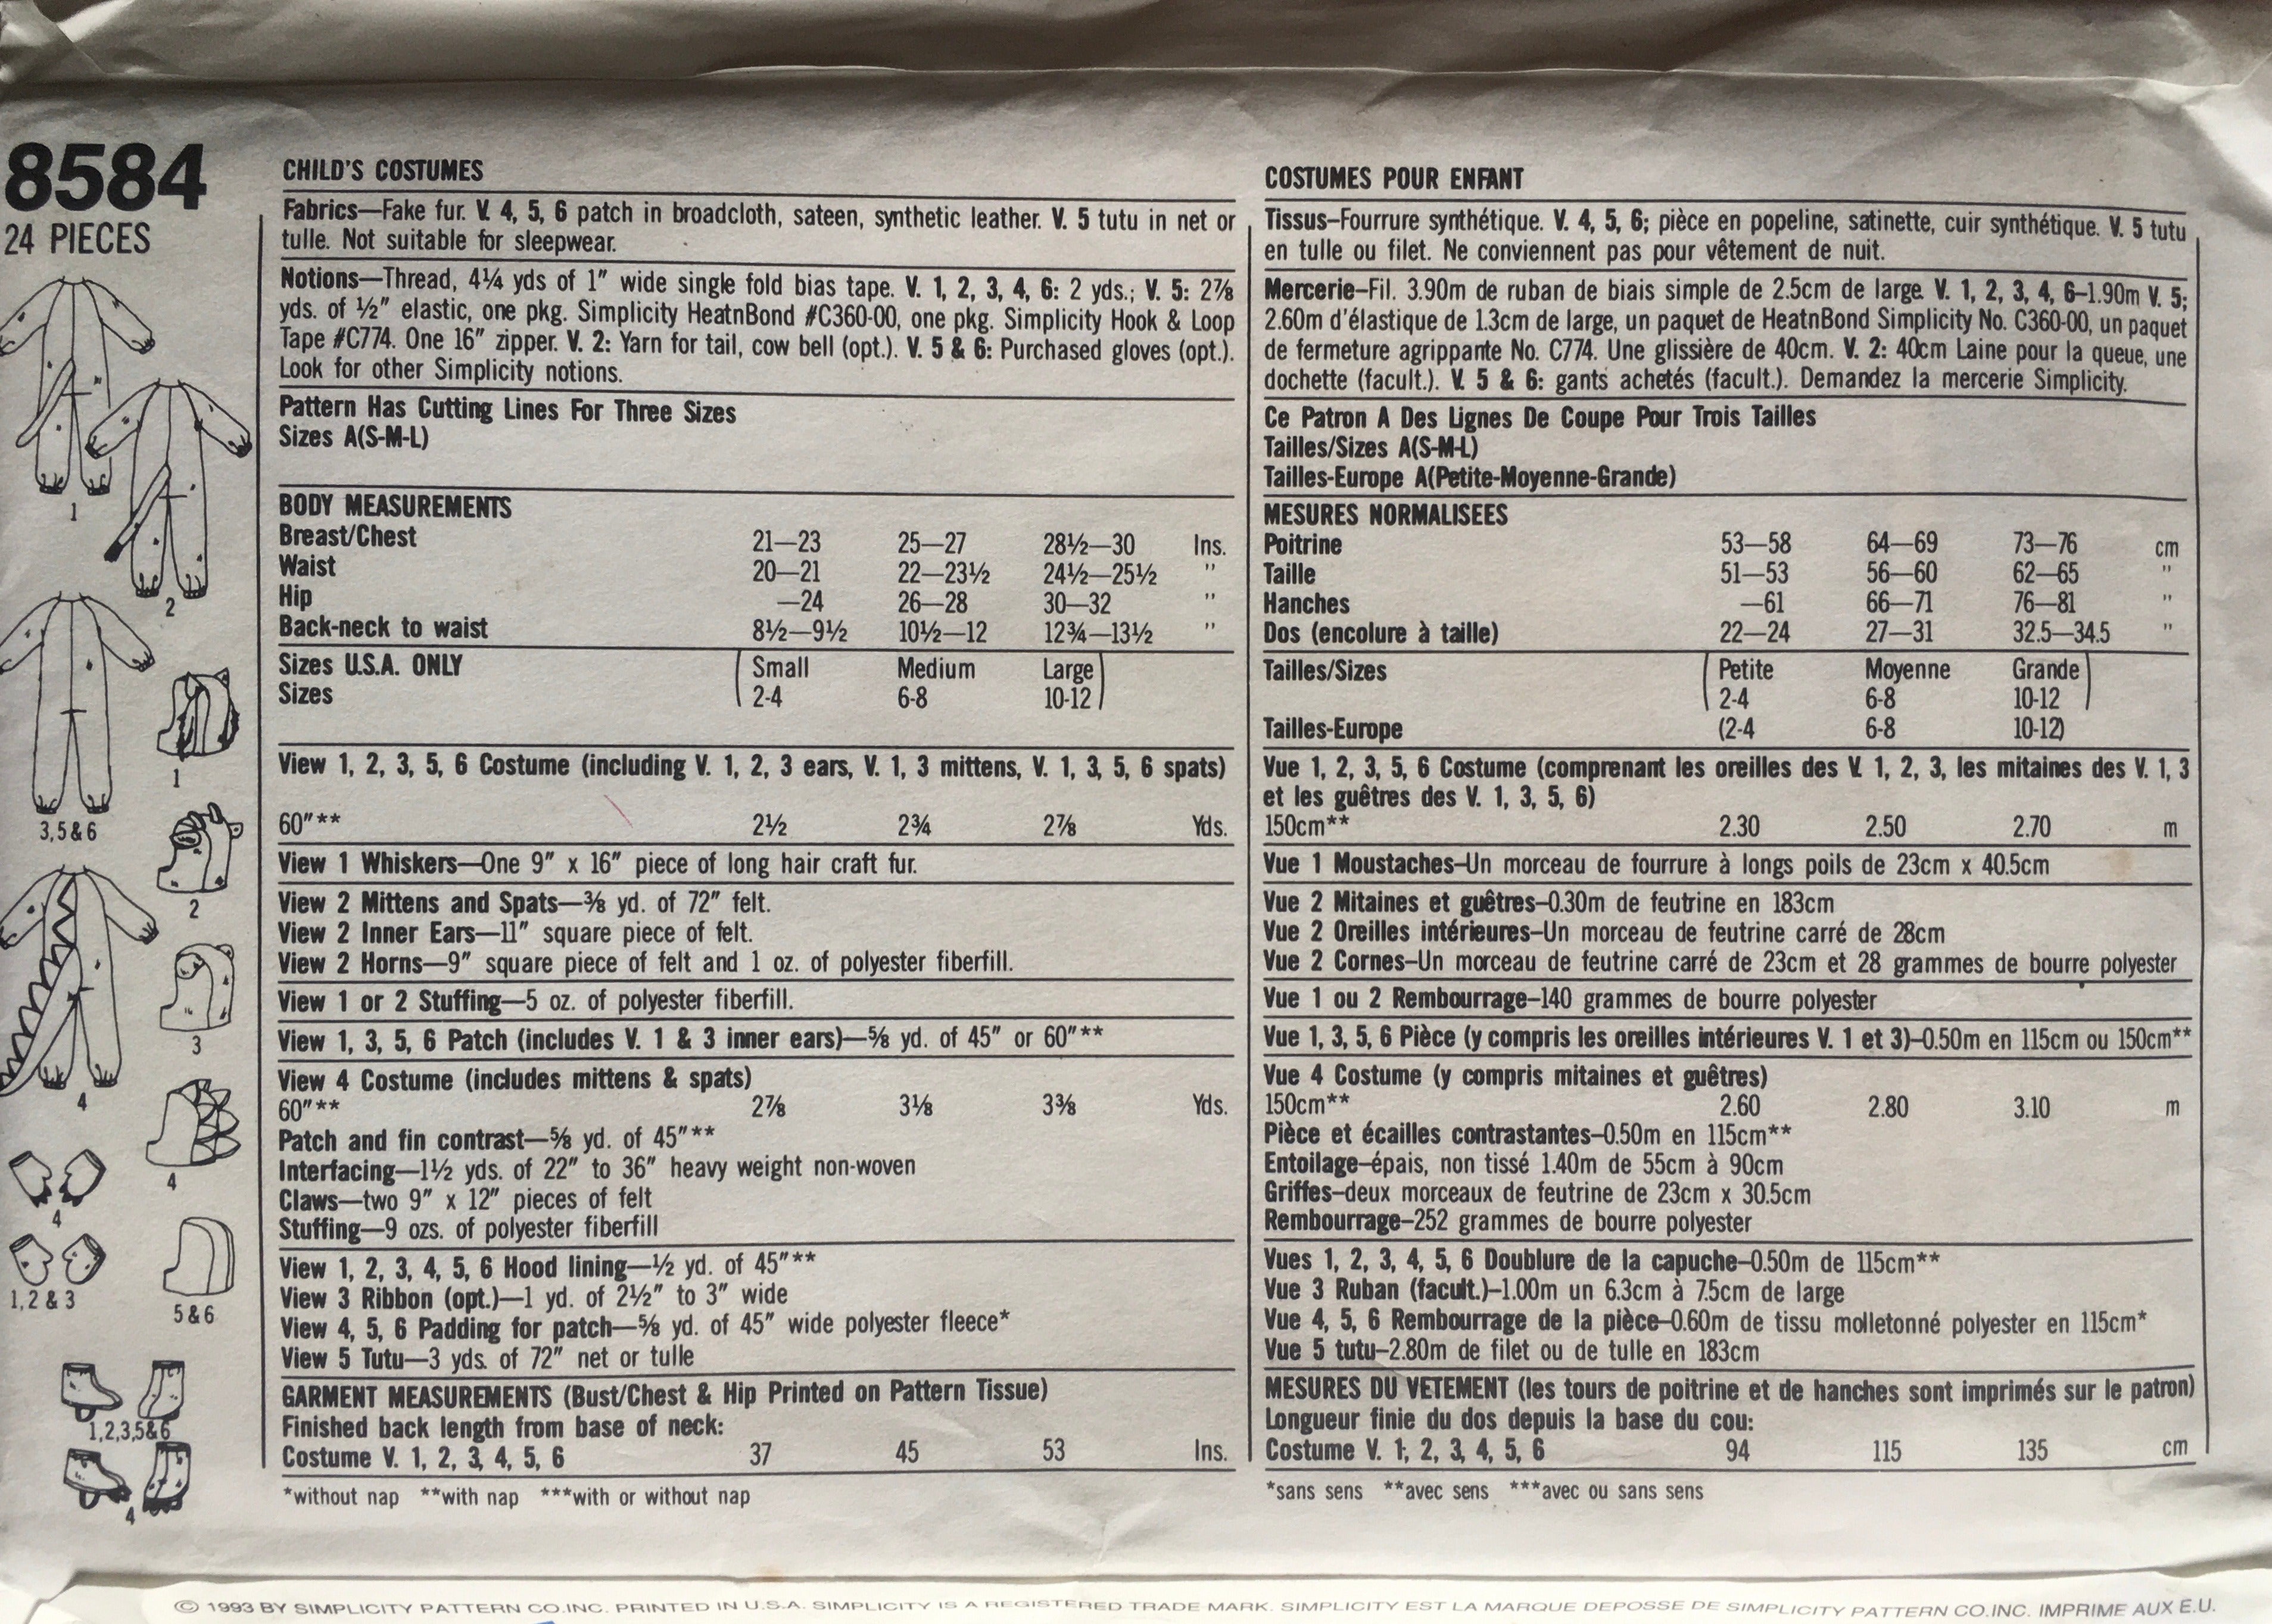 8584
24 PIECES
1
2
3,5 & 6
1
2
3
4
4
4
1,2 & 3
5 & 6
1,2,3,5&6
4
CHILD'S COSTUMES
Fabrics—Fake fur. V. 4, 5, 6 patch in broadcloth, sateen, synthetic leather. V. 5 tutu in net or
tulle. Not suitable for sleepwear.
Notions—Thread, 4¼ yds of 1" wide single fold bias tape. V. 1, 2, 3, 4, 6: 2 yds.; V. 5: 2⅞
yds. of ½" elastic, one pkg. Simplicity HeatnBond #C360-00, one pkg. Simplicity Hook & Loop
Tape #C774. One 16" zipper. V. 2: Yarn for tail, cow bell (opt.). V. 5 & 6: Purchased gloves (opt.).
Look for other Simplicity notions.
Pattern Has Cutting Lines For Three Sizes
Sizes A(S-M-L)
BODY MEASUREMENTS
Breast/Chest 21—23 25—27 28½—30 Ins.
Waist 20—21 22—23½ 24½—25½ "
Hip —24 26—28 30—32 "
Back-neck to waist 8½—9½ 10½—12 12¾—13½ "
Sizes U.S.A. ONLY Small Medium Large
Sizes 2-4 6-8 10-12
View 1, 2, 3, 5, 6 Costume (including V. 1, 2, 3 ears, V. 1, 3 mittens, V. 1, 3, 5, 6 spats)
60"** 2½ 2¾ 2⅞ Yds.
View 1 Whiskers—One 9" x 16" piece of long hair craft fur.
View 2 Mittens and Spats—⅜ yd. of 72" felt.
View 2 Inner Ears—11" square piece of felt.
View 2 Horns—9" square piece of felt and 1 oz. of polyester fiberfill.
View 1 or 2 Stuffing—5 oz. of polyester fiberfill.
View 1, 3, 5, 6 Patch (includes V. 1 & 3 inner ears)—⅝ yd. of 45" or 60"**
View 4 Costume (includes mittens & spats)
60"** 2⅞ 3⅛ 3⅜ Yds.
Patch and fin contrast—⅝ yd. of 45"**
Interfacing—1½ yds. of 22" to 36" heavy weight non-woven
Claws—two 9" x 12" pieces of felt
Stuffing—9 ozs. of polyester fiberfill
View 1, 2, 3, 4, 5, 6 Hood lining—½ yd. of 45"**
View 3 Ribbon (opt.)—1 yd. of 2½" to 3" wide
View 4, 5, 6 Padding for patch—⅝ yd. of 45" wide polyester fleece*
View 5 Tutu—3 yds. of 72" net or tulle
GARMENT MEASUREMENTS (Bust/Chest & Hip Printed on Pattern Tissue)
Finished back length from base of neck:
Costume V. 1, 2, 3, 4, 5, 6 37 45 53 Ins.
*without nap **with nap ***with or without nap
COSTUMES POUR ENFANT
Tissus–Fourrure synthétique. V. 4, 5, 6; pièce en popeline, satinette, cuir synthétique. V. 5 tutu
en tulle ou filet. Ne conviennent pas pour vêtement de nuit.
Mercerie–Fil. 3.90m de ruban de biais simple de 2.5cm de large. V. 1, 2, 3, 4, 6–1.90m V. 5;
2.60m d'élastique de 1.3cm de large, un paquet de HeatnBond Simplicity No. C360-00, un paquet
de fermeture agrippante No. C774. Une glissière de 40cm. V. 2: 40cm Laine pour la queue, une
dochette (facult.). V. 5 & 6: gants achetés (facult.). Demandez la mercerie Simplicity.
Ce Patron A Des Lignes De Coupe Pour Trois Tailles
Tailles/Sizes A(S-M-L)
Tailles-Europe A(Petite-Moyenne-Grande)
MESURES NORMALISEES
Poitrine 53—58 64—69 73—76 cm
Taille 51—53 56—60 62—65 "
Hanches —61 66—71 76—81 "
Dos (encolure à taille) 22—24 27—31 32.5—34.5 "
Tailles/Sizes Petite Moyenne Grande
2-4 6-8 10-12
Tailles-Europe (2-4 6-8 10-12)
Vue 1, 2, 3, 5, 6 Costume (comprenant les oreilles des V. 1, 2, 3, les mitaines des V. 1, 3
et les guêtres des V. 1, 3, 5, 6)
150cm** 2.30 2.50 2.70 m
Vue 1 Moustaches–Un morceau de fourrure à longs poils de 23cm x 40.5cm
Vue 2 Mitaines et guêtres–0.30m de feutrine en 183cm
Vue 2 Oreilles intérieures–Un morceau de feutrine carré de 28cm
Vue 2 Cornes–Un morceau de feutrine carré de 23cm et 28 grammes de bourre polyester
Vue 1 ou 2 Rembourrage–140 grammes de bourre polyester
Vue 1, 3, 5, 6 Pièce (y compris les oreilles intérieures V. 1 et 3)–0.50m en 115cm ou 150cm**
Vue 4 Costume (y compris mitaines et guêtres)
150cm** 2.60 2.80 3.10 m
Pièce et écailles contrastantes–0.50m en 115cm**
Entoilage–épais, non tissé 1.40m de 55cm à 90cm
Griffes–deux morceaux de feutrine de 23cm x 30.5cm
Rembourrage–252 grammes de bourre polyester
Vues 1, 2, 3, 4, 5, 6 Doublure de la capuche–0.50m de 115cm**
Vue 3 Ruban (facult.)–1.00m un 6.3cm à 7.5cm de large
Vue 4, 5, 6 Rembourrage de la pièce–0.60m de tissu molletonné polyester en 115cm*
Vue 5 tutu–2.80m de filet ou de tulle en 183cm
MESURES DU VETEMENT (les tours de poitrine et de hanches sont imprimés sur le patron)
Longueur finie du dos depuis la base du cou:
Costume V. 1, 2, 3, 4, 5, 6 94 115 135 cm
*sans sens **avec sens ***avec ou sans sens
© 1993 BY SIMPLICITY PATTERN CO.INC. PRINTED IN U.S.A. SIMPLICITY IS A REGISTERED TRADE MARK. SIMPLICITY EST LA MARQUE DEPOSSE DE SIMPLICITY PATTERN CO.INC. IMPRIME AUX E.U.